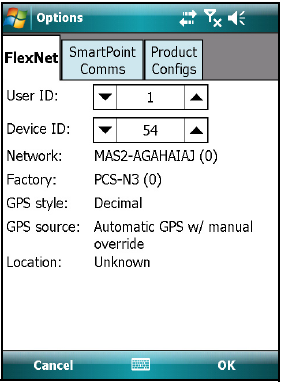 Options
FlexNet SmartPoint Comms Product Configs
User ID: 1
Device ID: 54
Network: MAS2-AGAHAIAJ (0)
Factory: PCS-N3 (0)
GPS style: Decimal
GPS source: Automatic GPS w/ manual
override
Location: Unknown
Cancel OK